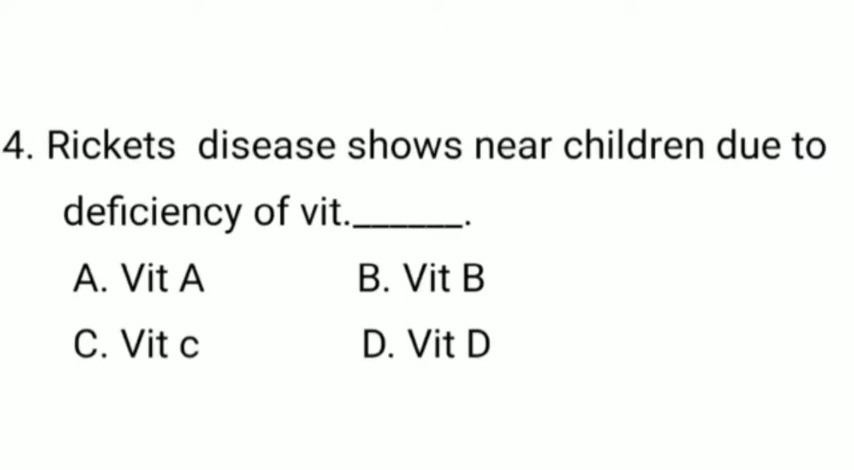 4. Rickets disease shows near children due to
deficiency of vit.______.
A. Vit A B. Vit B
C. Vit c D. Vit D